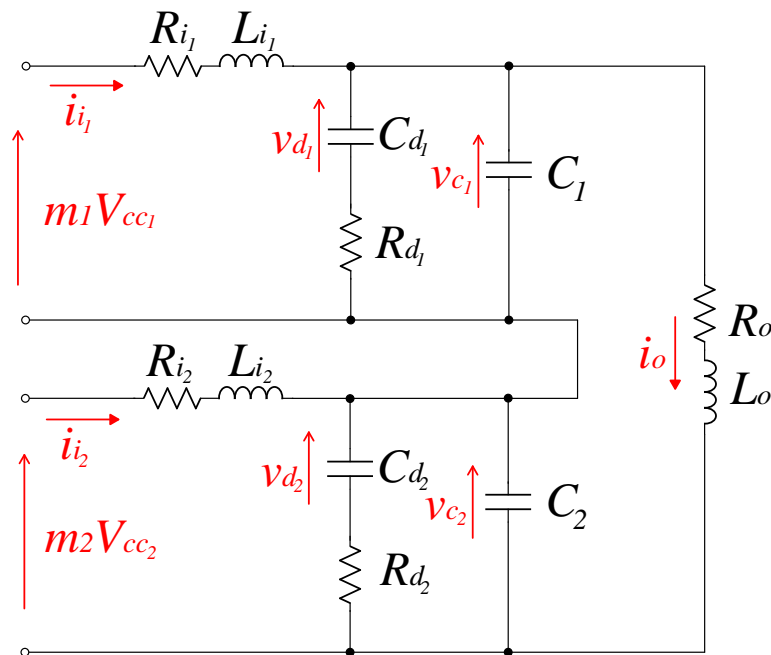 Ri1 Li1
ii1
vd1 Cd1
vc1 C1
m1Vcc1
Rd1
Ro
io
Lo
Ri2 Li2
ii2
vd2 Cd2
vc2 C2
m2Vcc2
Rd2